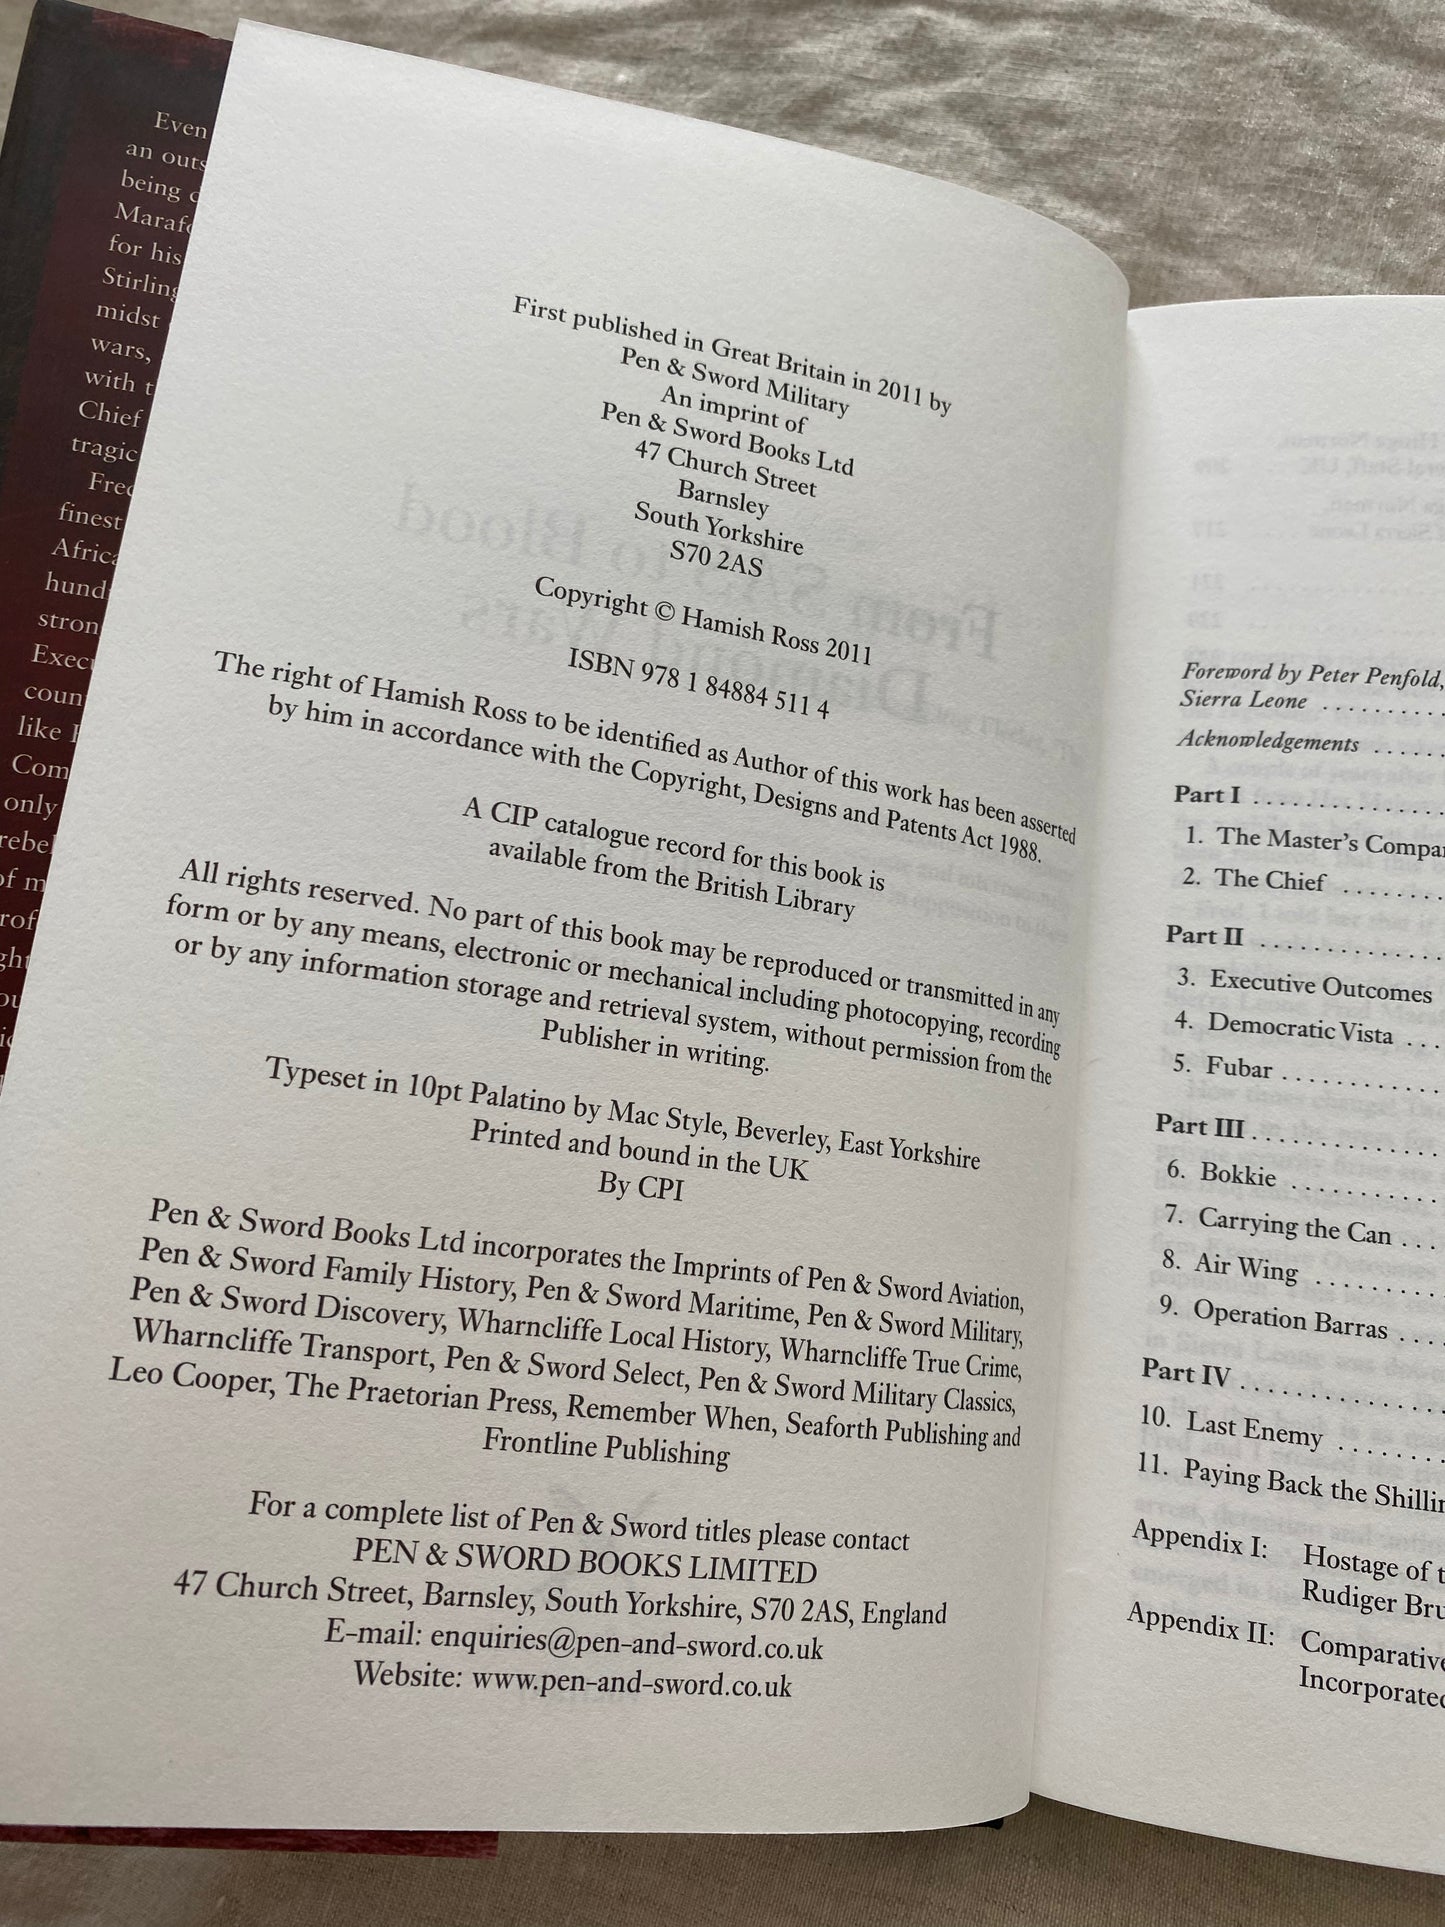 Even
an outs
being
for his
Stirling
midst
wars,
with t
Chief
tragic
Fred
finest
Africa
hund
stron
Execu
coun
like
Com
only
rebel
of m
prof
First published in Great Britain in 2011 by
Pen & Sword Military
An imprint of
Pen & Sword Books Ltd
47 Church Street
Barnsley
South Yorkshire
S70 2AS
Copyright © Hamish Ross 2011
ISBN 978 1 84884 511 4
The right of Hamish Ross to be identified as Author of this work has been asserted
by him in accordance with the Copyright, Designs and Patents Act 1988.
A CIP catalogue record for this book is
available from the British Library
All rights reserved. No part of this book may be reproduced or transmitted in any
form or by any means, electronic or mechanical including photocopying, recording
or by any information storage and retrieval system, without permission from the
Publisher in writing.
Typeset in 10pt Palatino by Mac Style, Beverley, East Yorkshire
Printed and bound in the UK
By CPI
Pen & Sword Books Ltd incorporates the Imprints of Pen & Sword Aviation,
Pen & Sword Family History, Pen & Sword Maritime, Pen & Sword Military,
Pen & Sword Discovery, Wharncliffe Local History, Wharncliffe True Crime,
Wharncliffe Transport, Pen & Sword Select, Pen & Sword Military Classics,
Leo Cooper, The Praetorian Press, Remember When, Seaforth Publishing and
Frontline Publishing
For a complete list of Pen & Sword titles please contact
PEN & SWORD BOOKS LIMITED
47 Church Street, Barnsley, South Yorkshire, S70 2AS, England
E-mail: enquiries@pen-and-sword.co.uk
Website: www.pen-and-sword.co.uk
Foreword by Peter Penfold,
Sierra Leone ..........
Acknowledgements ......
Part I ................
1. The Master's Compa
2. The Chief ........
Part II ...............
3. Executive Outcomes
4. Democratic Vista ...
5. Fubar .............
Part III ...............
6. Bokkie ............
7. Carrying the Can ...
8. Air Wing ..........
9. Operation Barras ....
Part IV ...............
10. Last Enemy .........
11. Paying Back the Shillin
Appendix I: Hostage of t
Rudiger Bru
Appendix II: Comparative
Incorporated